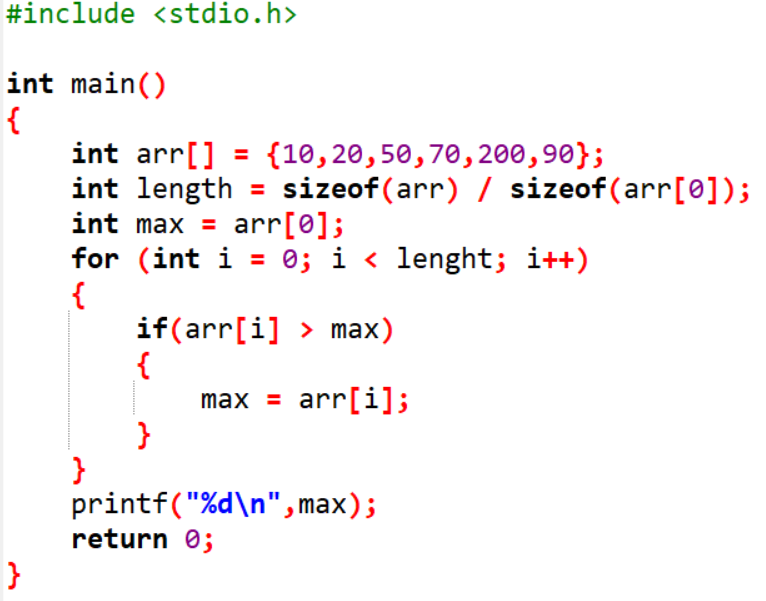 #include <stdio.h>

int main()
{
    int arr[] = {10,20,50,70,200,90};
    int length = sizeof(arr) / sizeof(arr[0]);
    int max = arr[0];
    for (int i = 0; i < lenght; i++)
    {
        if(arr[i] > max)
        {
            max = arr[i];
        }
    }
    printf("%d\n",max);
    return 0;
}